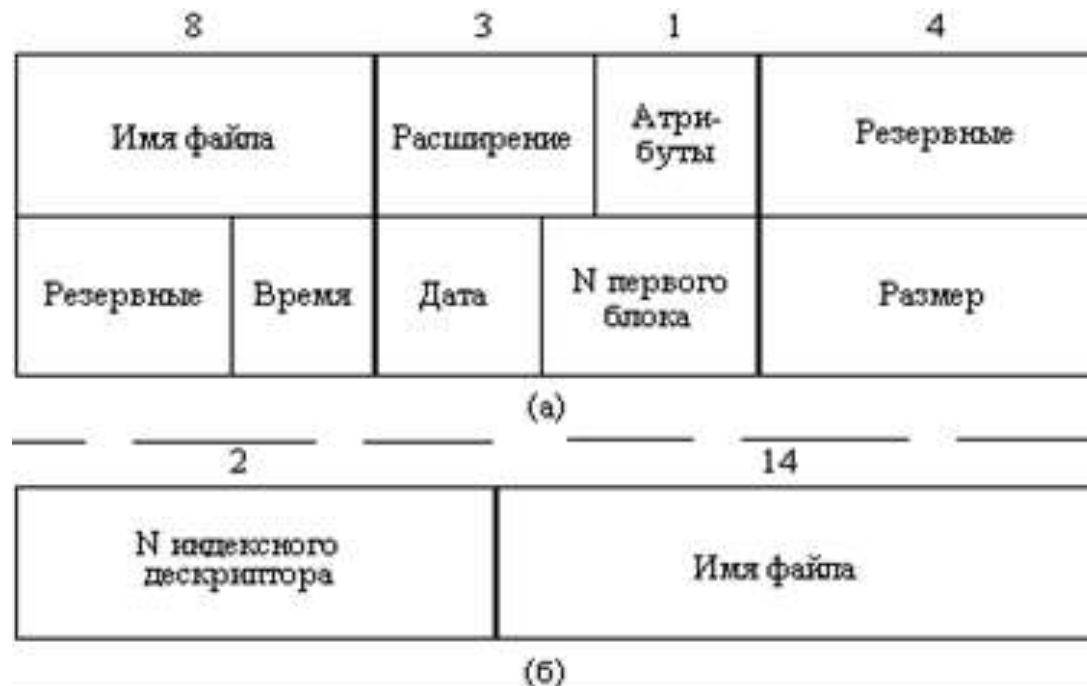 8 3 1 4
Имя файла Расширение Атри-
буты Резервные
Резервные Время Дата N первого
блока Размер
(а)
2 14
N индексного
дескриптора Имя файла
(б)